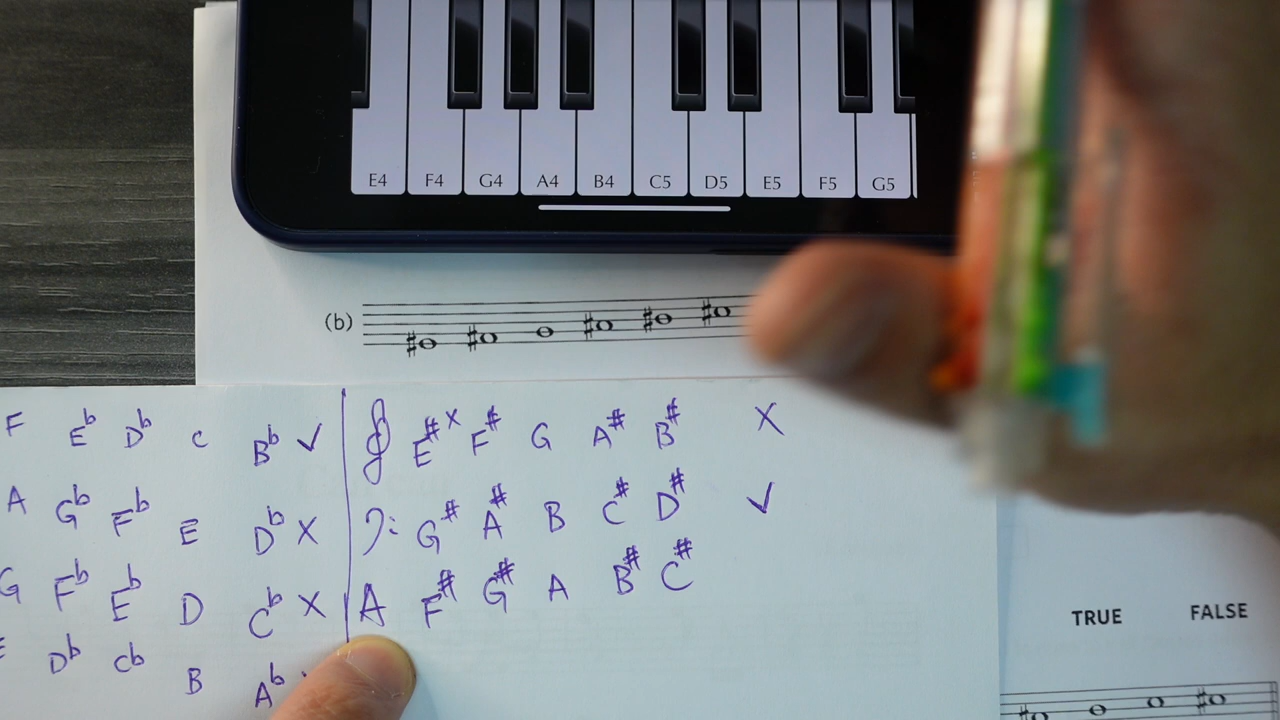 E4 F4 G4 A4 B4 C5 D5 E5 F5 G5
(b)
F E♭ D♭ C B♭ ✓
E♯ X F♯ G A♯ B♯ X
A G♭ F♭ E D♭ X
G♯ A♯ B C♯ D♯ ✓
G F♭ E♭ D C♭ X
A F♯ G♯ A B♯ C♯
D♭ C♭ B A♭
TRUE FALSE